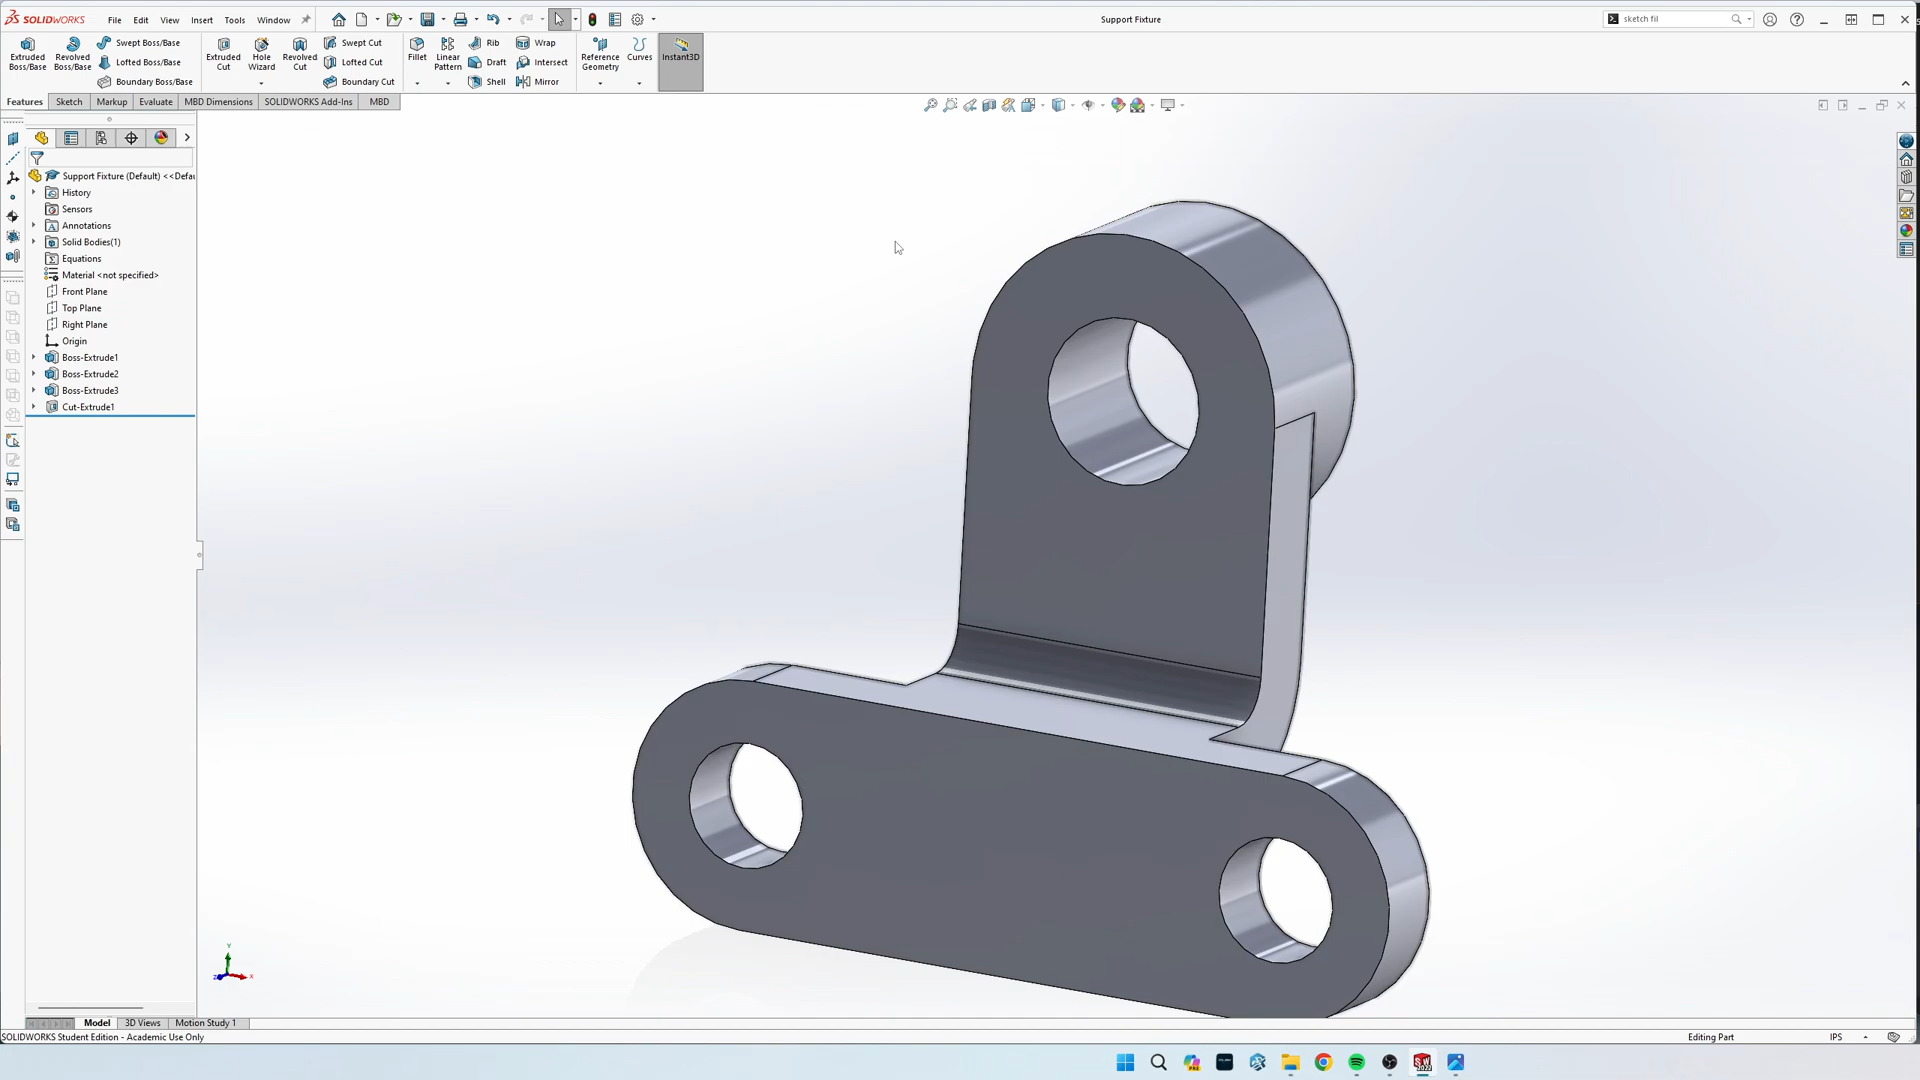 SOLIDWORKS File Edit View Insert Tools Window Support Fixture sketch fil
Extruded Boss/Base
Revolved Boss/Base
Swept Boss/Base
Lofted Boss/Base
Boundary Boss/Base
Extruded Cut
Hole Wizard
Revolved Cut
Swept Cut
Lofted Cut
Boundary Cut
Fillet
Linear Pattern
Rib
Draft
Shell
Wrap
Intersect
Mirror
Reference Geometry
Curves
Instant3D
Features Sketch Markup Evaluate MBD Dimensions SOLIDWORKS Add-Ins MBD
Support Fixture (Default) <<Defau
History
Sensors
Annotations
Solid Bodies(1)
Equations
Material <not specified>
Front Plane
Top Plane
Right Plane
Origin
Boss-Extrude1
Boss-Extrude2
Boss-Extrude3
Cut-Extrude1
Y
Z X
Model 3D Views Motion Study 1
SOLIDWORKS Student Edition - Academic Use Only Editing Part IPS